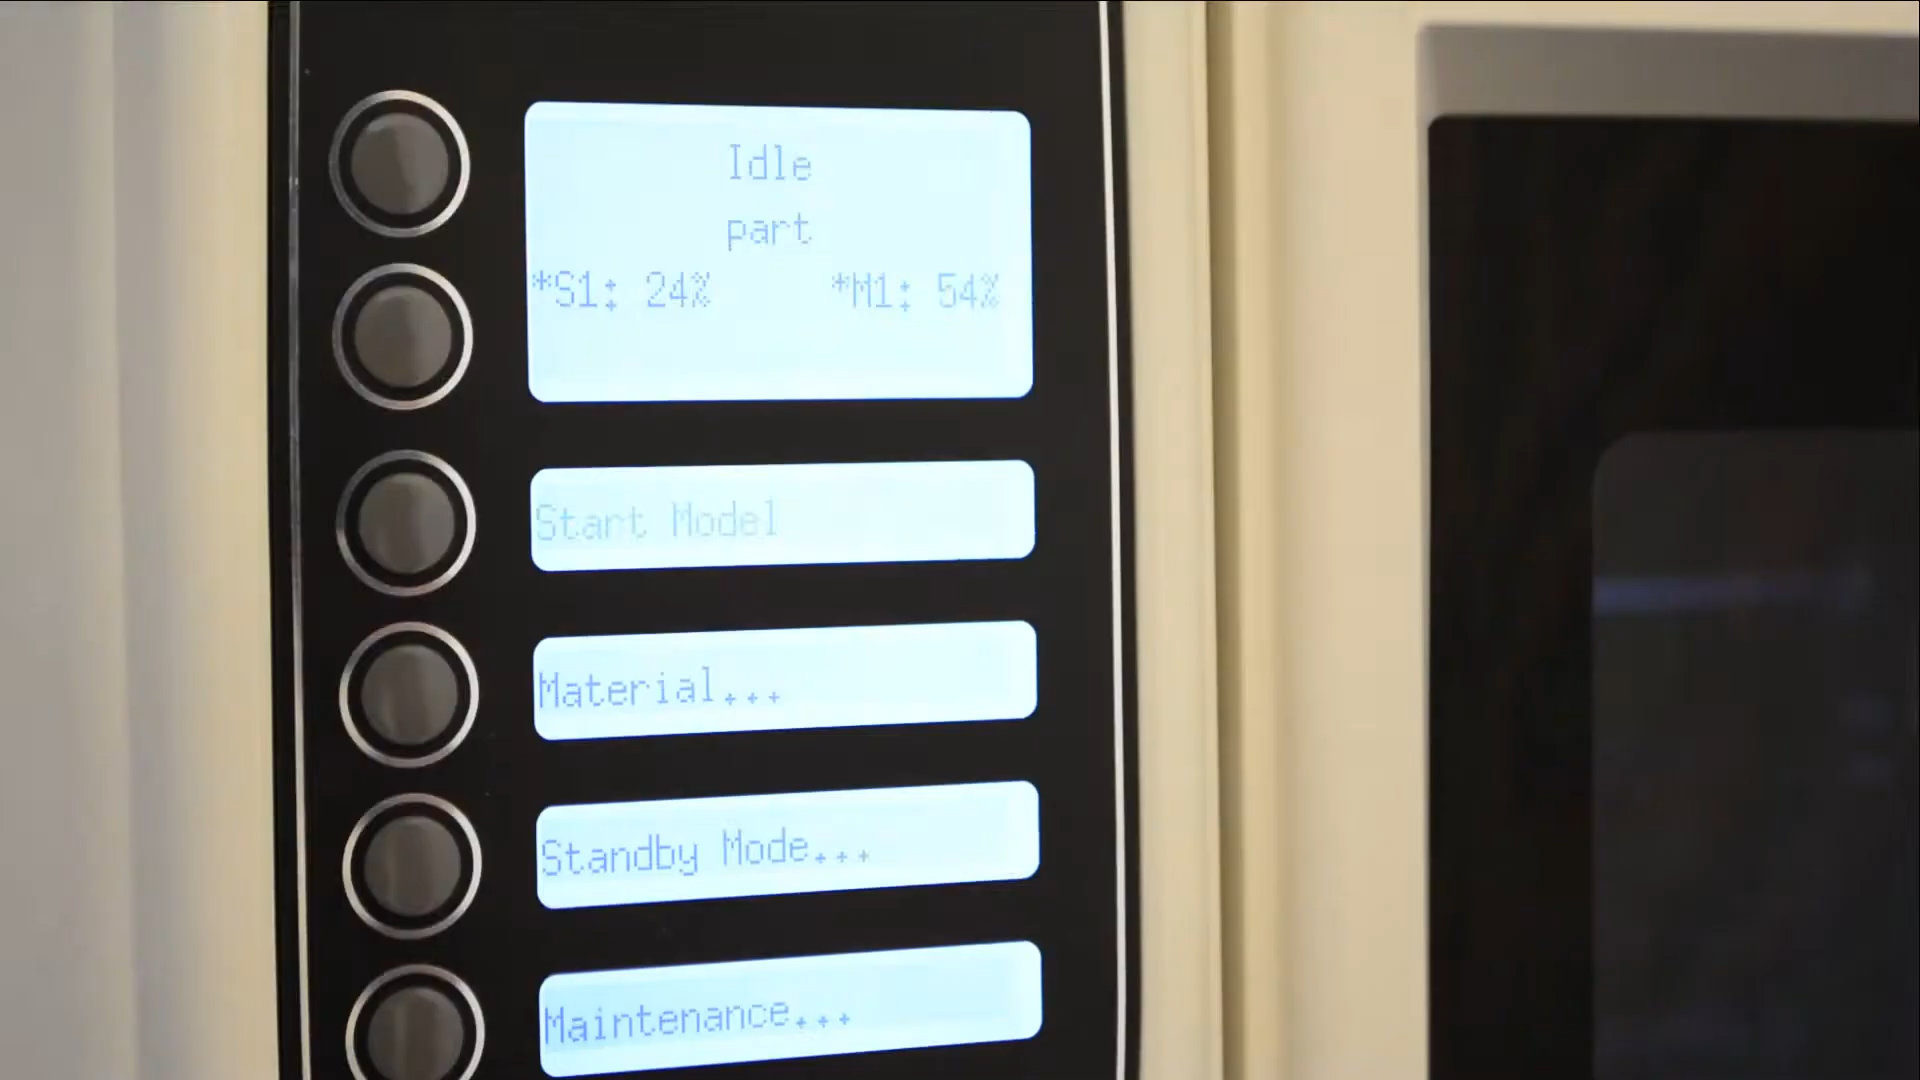 Idle
part
*S1: 24% *M1: 54%
Start Model
Material...
Standby Mode...
Maintenance...